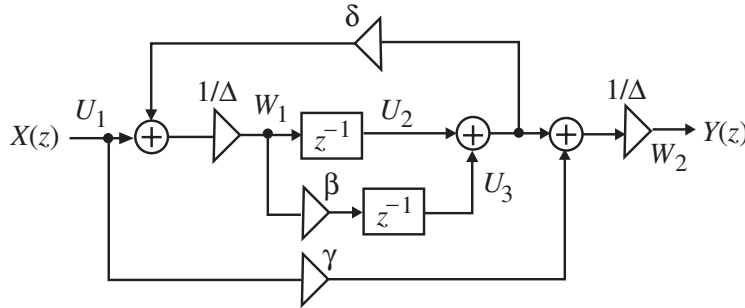 δ
1/Δ
1/Δ
U₁
W₁
U₂
X(z)
+
z⁻¹
+
+
Y(z)
W₂
β
U₃
z⁻¹
γ